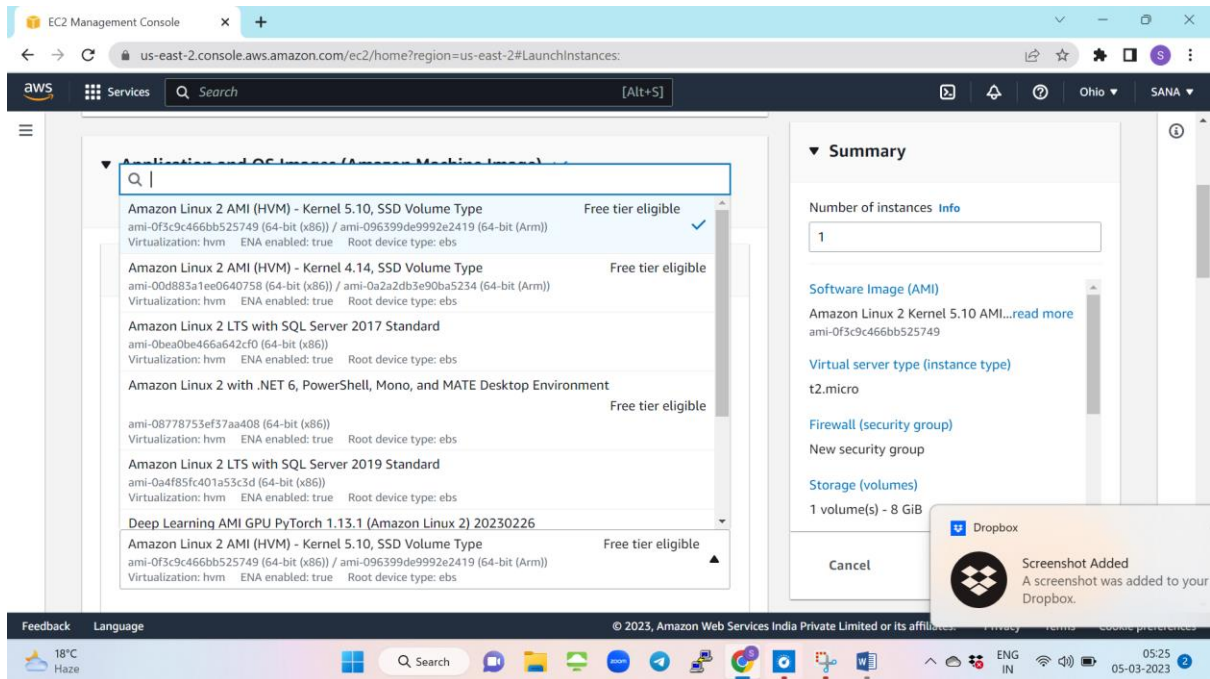 EC2 Management Console
us-east-2.console.aws.amazon.com/ec2/home?region=us-east-2#LaunchInstances:
S
aws
Services
Search
[Alt+S]
Ohio
SANA
Application and OS Images (Amazon Machine Image)
Amazon Linux 2 AMI (HVM) - Kernel 5.10, SSD Volume Type Free tier eligible
ami-0f3c9c466bb525749 (64-bit (x86)) / ami-096399de9992e2419 (64-bit (Arm))
Virtualization: hvm ENA enabled: true Root device type: ebs
Amazon Linux 2 AMI (HVM) - Kernel 4.14, SSD Volume Type Free tier eligible
ami-00d883a1ee0640758 (64-bit (x86)) / ami-0a2a2db3e90ba5234 (64-bit (Arm))
Virtualization: hvm ENA enabled: true Root device type: ebs
Amazon Linux 2 LTS with SQL Server 2017 Standard
ami-0bea0be466a642cf0 (64-bit (x86))
Virtualization: hvm ENA enabled: true Root device type: ebs
Amazon Linux 2 with .NET 6, PowerShell, Mono, and MATE Desktop Environment
Free tier eligible
ami-08778753ef37aa408 (64-bit (x86))
Virtualization: hvm ENA enabled: true Root device type: ebs
Amazon Linux 2 LTS with SQL Server 2019 Standard
ami-0a4f85fc401a53c3d (64-bit (x86))
Virtualization: hvm ENA enabled: true Root device type: ebs
Deep Learning AMI GPU PyTorch 1.13.1 (Amazon Linux 2) 20230226
Amazon Linux 2 AMI (HVM) - Kernel 5.10, SSD Volume Type Free tier eligible
ami-0f3c9c466bb525749 (64-bit (x86)) / ami-096399de9992e2419 (64-bit (Arm))
Virtualization: hvm ENA enabled: true Root device type: ebs
Summary
Number of instances Info
1
Software Image (AMI)
Amazon Linux 2 Kernel 5.10 AMI...read more
ami-0f3c9c466bb525749
Virtual server type (instance type)
t2.micro
Firewall (security group)
New security group
Storage (volumes)
1 volume(s) - 8 GiB
Cancel
Dropbox
Screenshot Added
A screenshot was added to your
Dropbox.
Feedback Language © 2023, Amazon Web Services India Private Limited or its affiliates. Privacy Terms Cookie preferences
18°C
Haze
Search
zoom
ENG
IN
05:25
05-03-2023
2